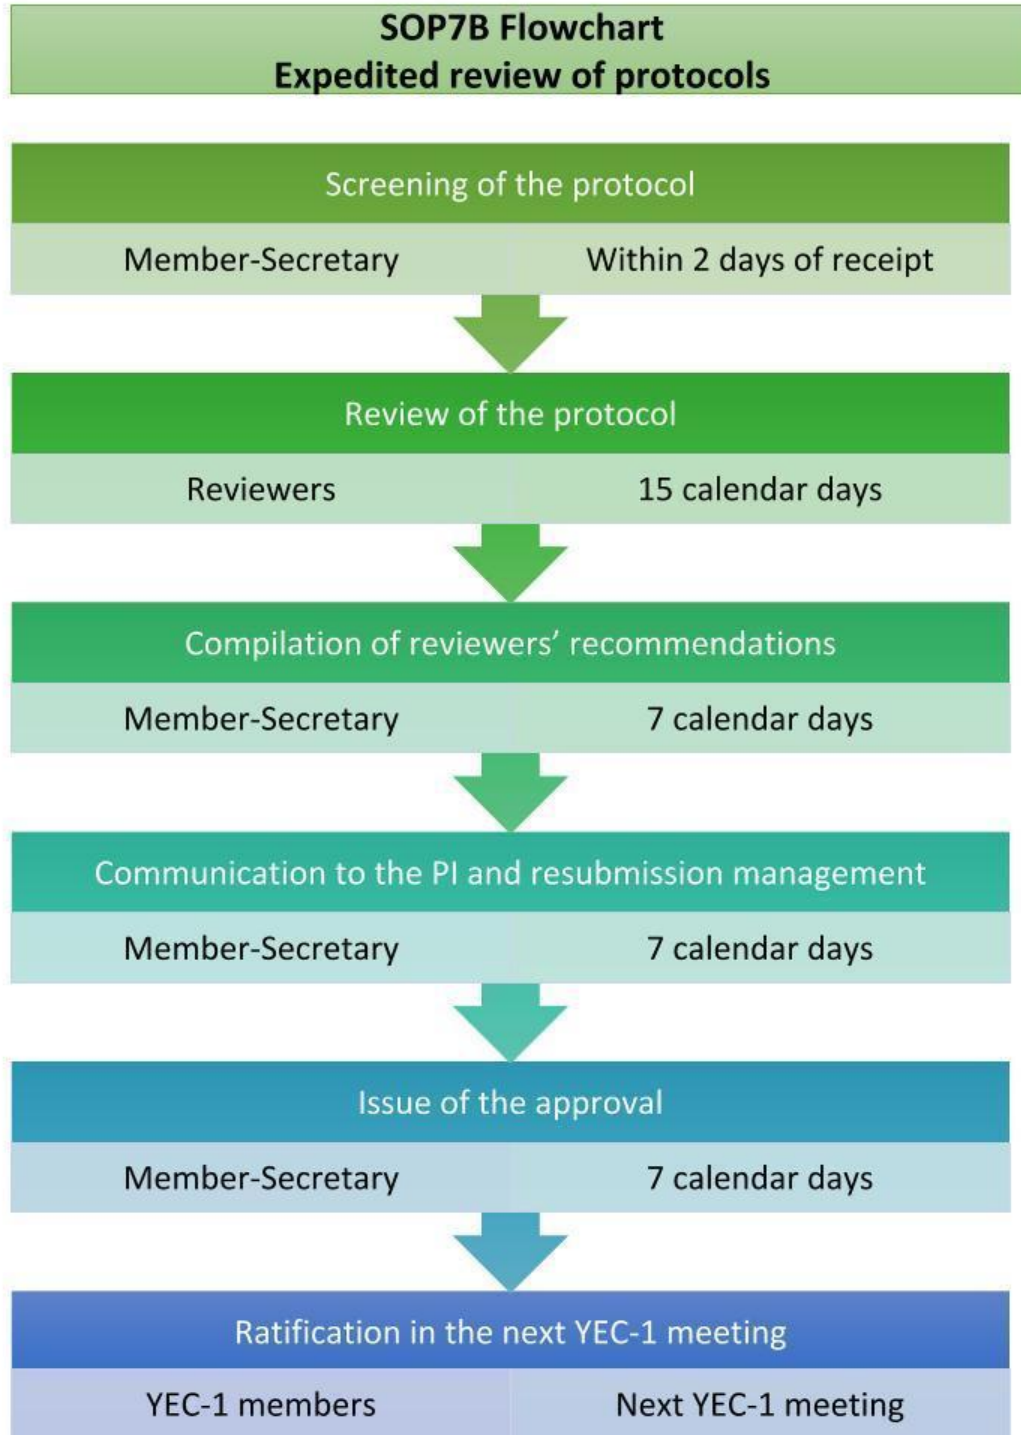 SOP7B Flowchart
Expedited review of protocols
Screening of the protocol
Member-Secretary
Within 2 days of receipt
Review of the protocol
Reviewers
15 calendar days
Compilation of reviewers’ recommendations
Member-Secretary
7 calendar days
Communication to the PI and resubmission management
Member-Secretary
7 calendar days
Issue of the approval
Member-Secretary
7 calendar days
Ratification in the next YEC-1 meeting
YEC-1 members
Next YEC-1 meeting